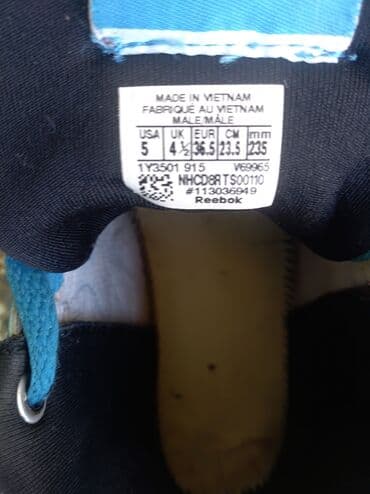 MADE IN VIETNAM
FABRIQUÉ AU VIETNAM
MALE/MÂLE
USA UK EUR CM mm
5 4 ½ 36.5 23.5 235
1Y3501 915 V69965
NHCD8RTS00110
#113036949
Reebok